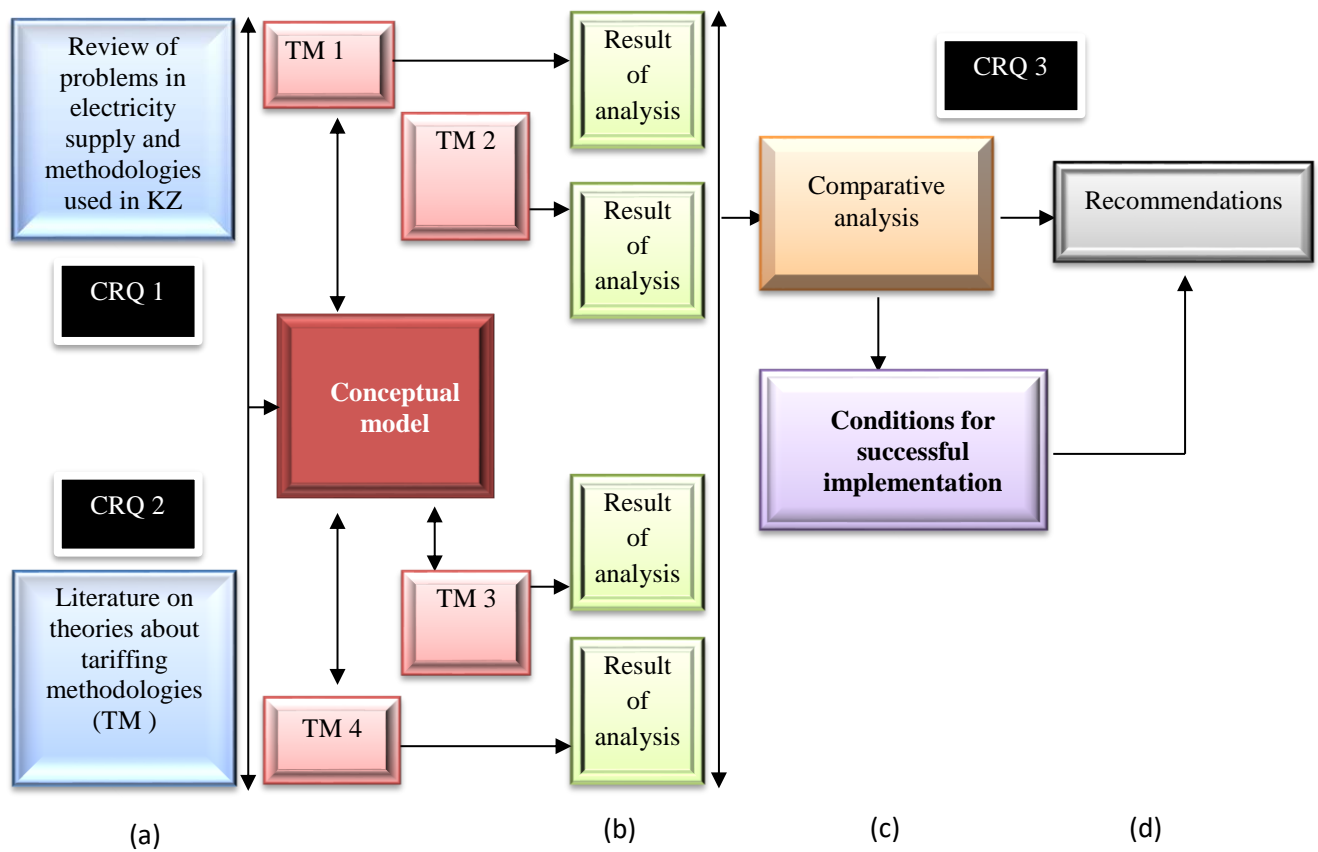 Review of
problems in
electricity
supply and
methodologies
used in KZ
CRQ 1
CRQ 2
Literature on
theories about
tariffing
methodologies
(TM )
TM 1
TM 2
Conceptual
model
TM 3
TM 4
Result
of
analysis
Result
of
analysis
Result
of
analysis
Result
of
analysis
CRQ 3
Comparative
analysis
Conditions for
successful
implementation
Recommendations
(a)
(b)
(c)
(d)